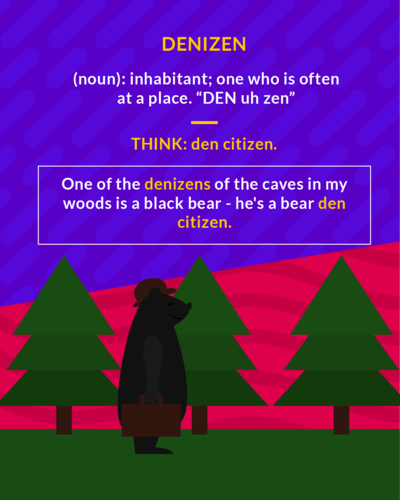 DENIZEN
(noun): inhabitant; one who is often
at a place. “DEN uh zen”
THINK: den citizen.
One of the denizens of the caves in my
woods is a black bear - he's a bear den
citizen.